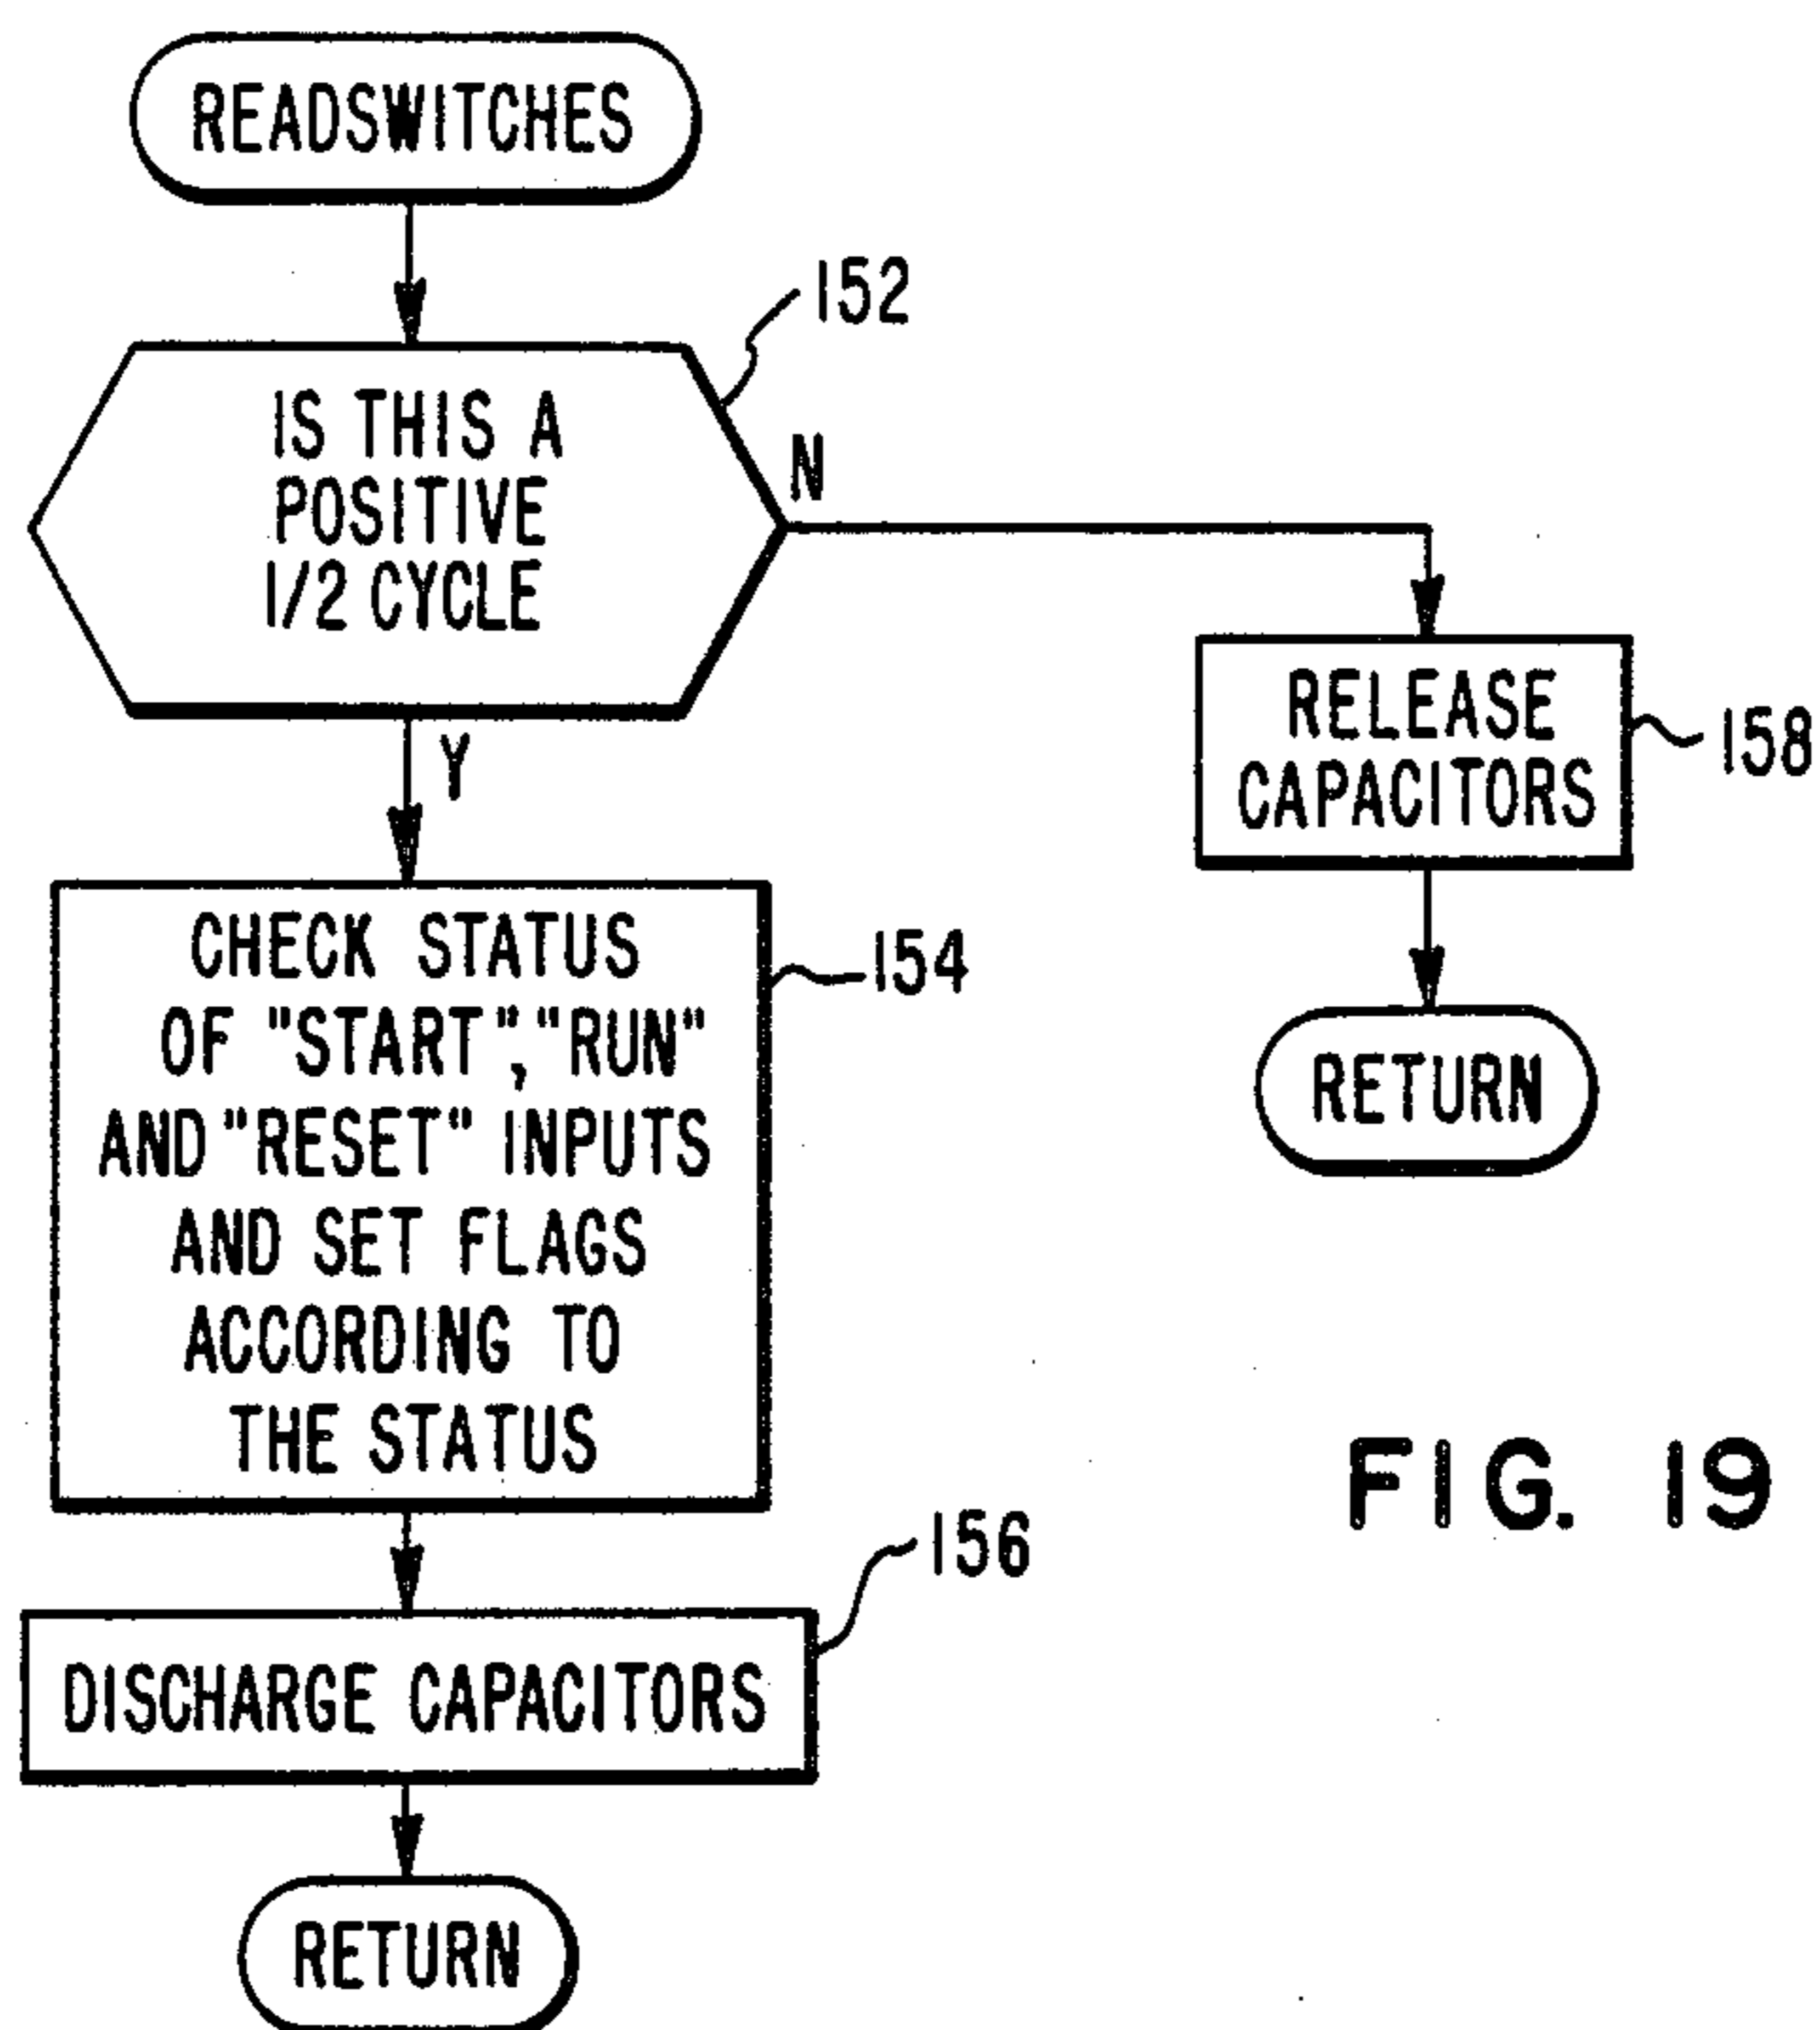 READSWITCHES
152
IS THIS A
POSITIVE
1/2 CYCLE
N
Y
RELEASE
CAPACITORS
158
RETURN
CHECK STATUS
OF "START", "RUN"
AND "RESET" INPUTS
AND SET FLAGS
ACCORDING TO
THE STATUS
154
DISCHARGE CAPACITORS
156
RETURN
FIG. 19